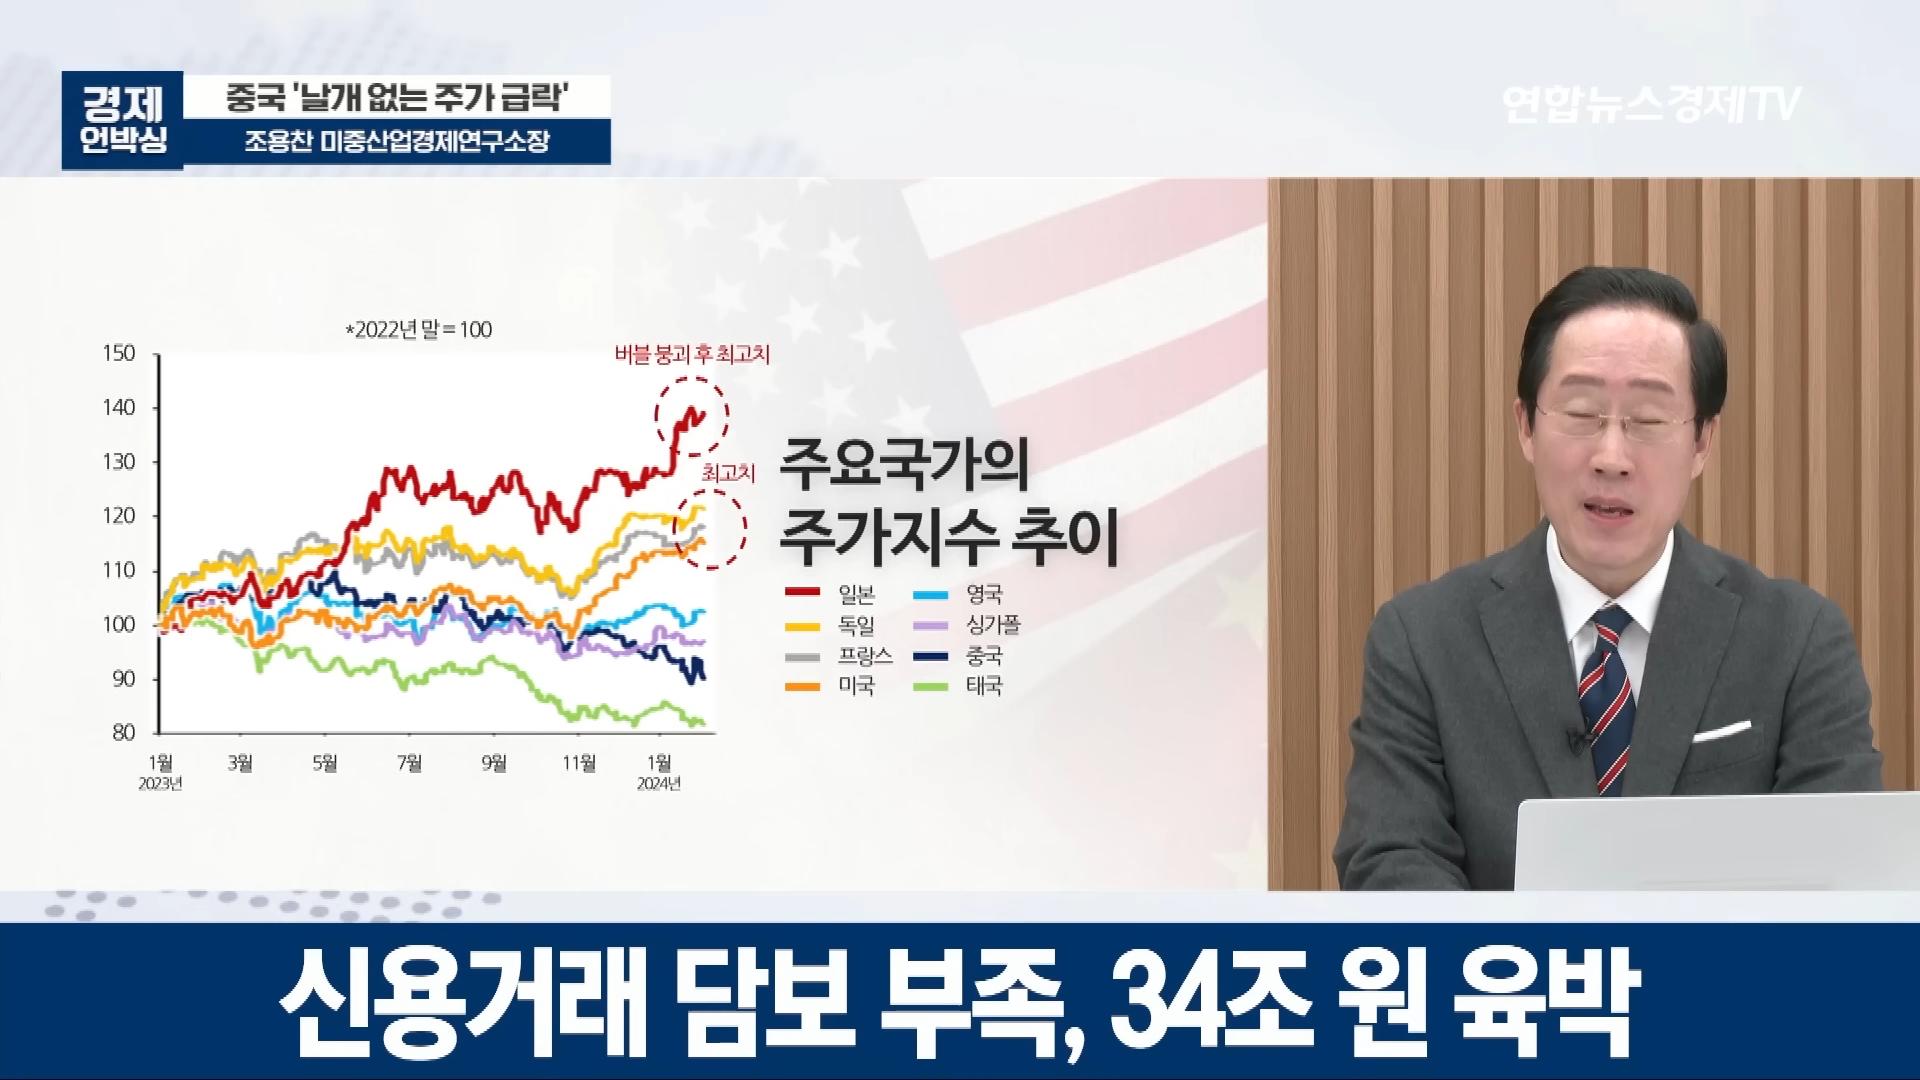 경제
언박싱
중국 '날개 없는 주가 급락'
조용찬 미중산업경제연구소장
연합뉴스경제TV
*2022년 말 = 100
버블 붕괴 후 최고치
최고치
150
140
130
120
110
100
90
80
1월 3월 5월 7월 9월 11월 1월
2023년 2024년
주요국가의
주가지수 추이
일본 영국
독일 싱가폴
프랑스 중국
미국 태국
신용거래 담보 부족, 34조 원 육박